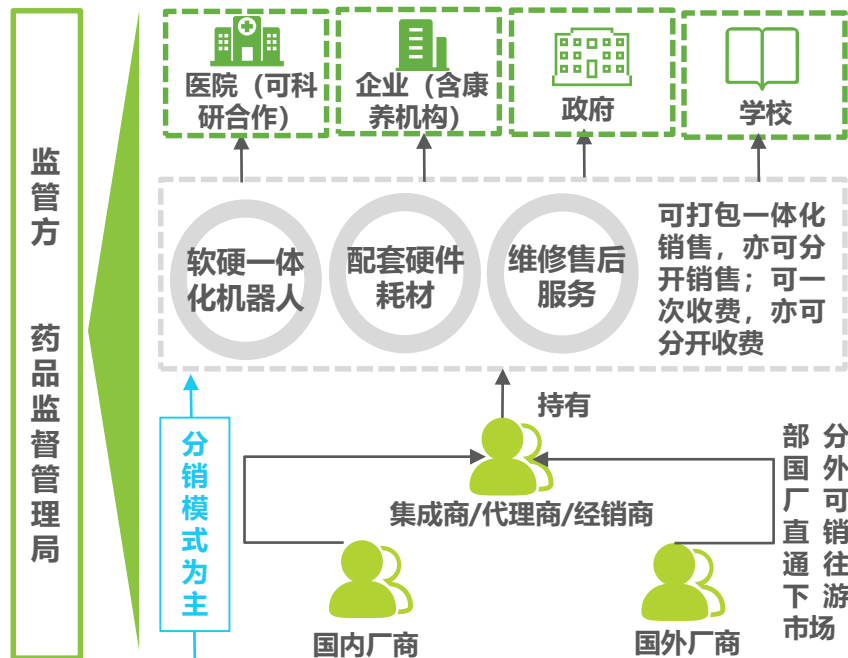 医院（可科
研合作）
企业（含康
养机构）
政府
学校
监管方 药品监督管理局
软硬一体
化机器人
配套硬件
耗材
维修售后
服务
可打包一体化
销售，亦可分
开销售；可一
次收费，亦可
分开收费
持有
分销模式为主
集成商/代理商/经销商
部 分
国 外
厂 可
直 销
通 往
下 游
市场
国内厂商
国外厂商